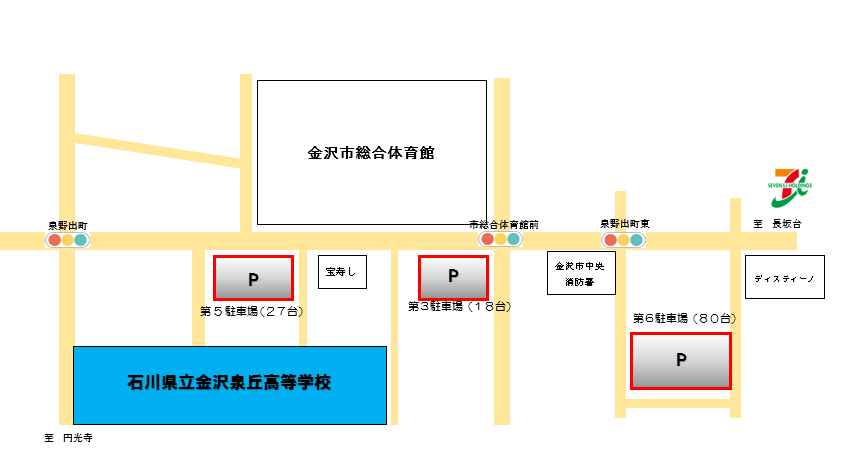 金沢市総合体育館
SEVEN & i HOLDINGS
泉野出町
市総合体育館前
泉野出町東
至　長坂台
P
第５駐車場（２７台）
宝寿し
P
第３駐車場（１８台）
金沢市中央
消防署
ディスティーノ
第６駐車場（８０台）
P
石川県立金沢泉丘高等学校
至　円光寺